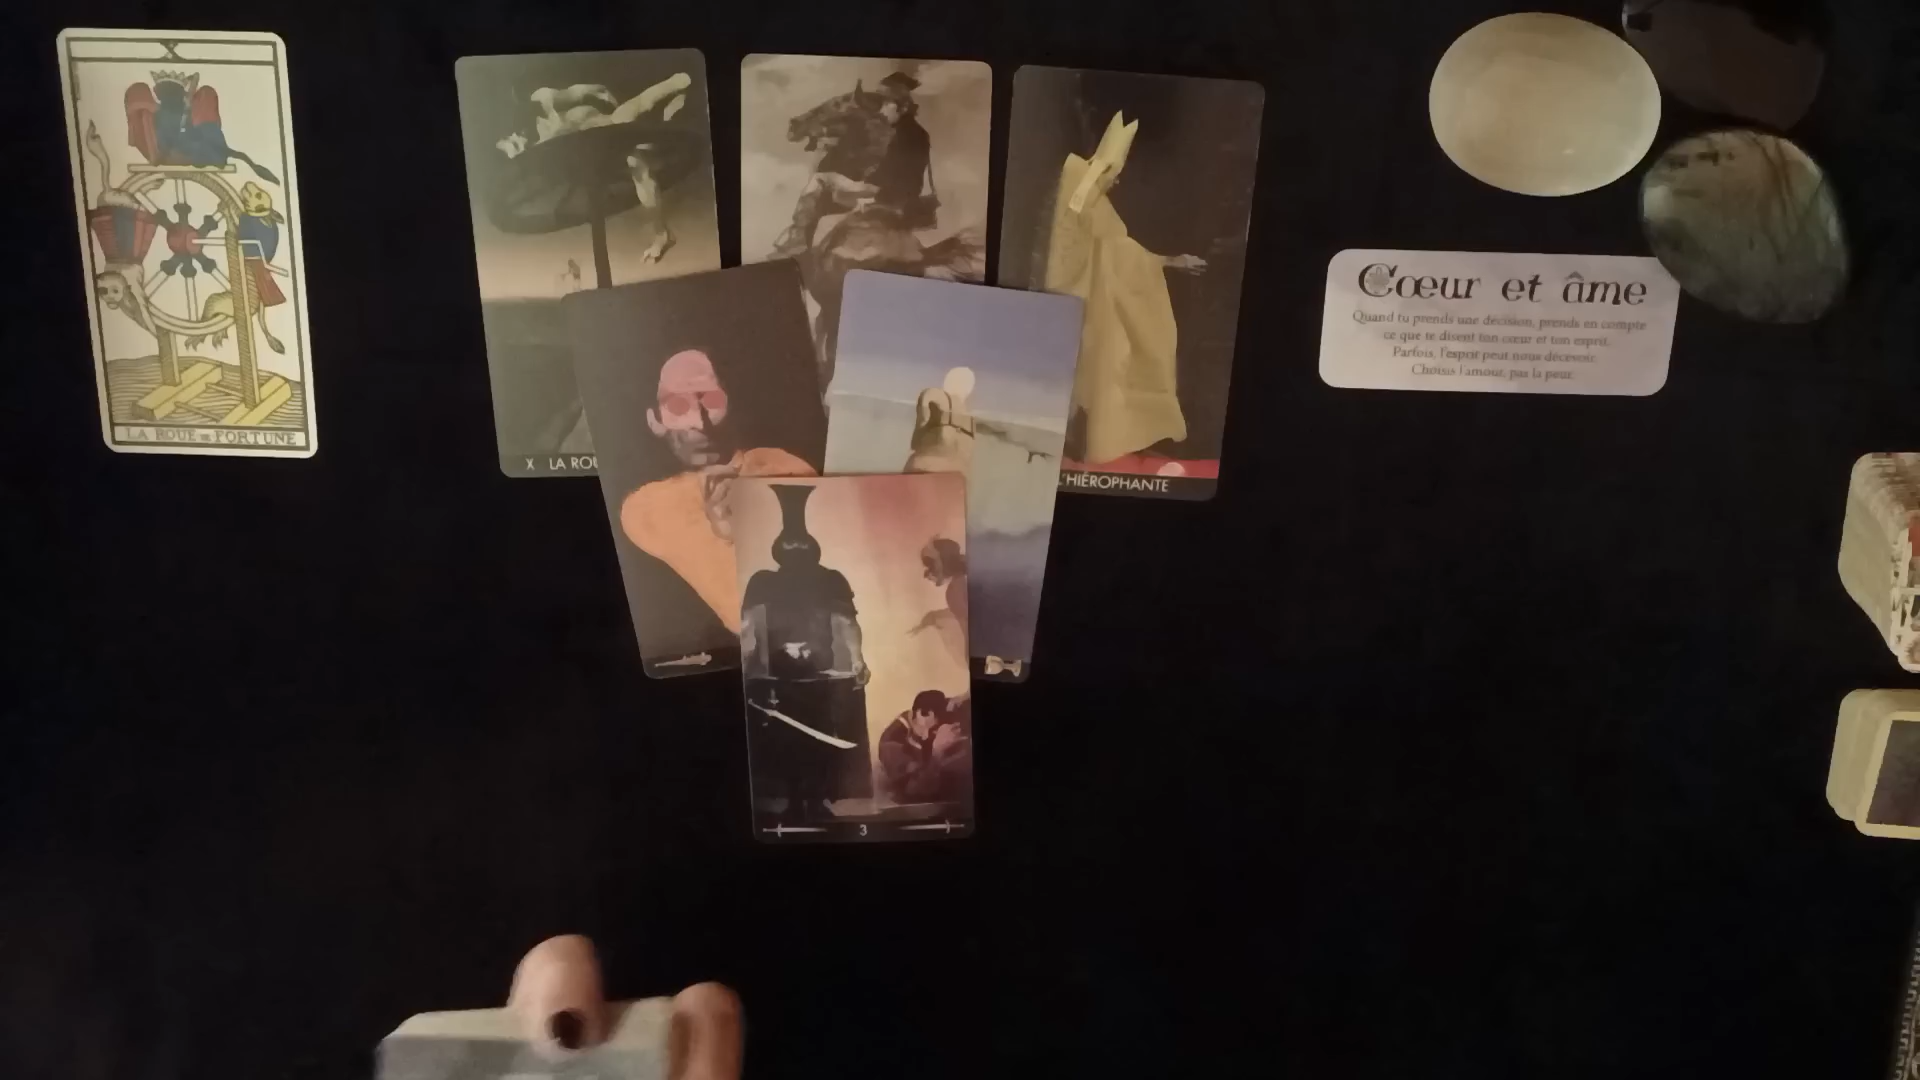 X
LA ROUE DE FORTUNE
X LA ROU
L'HIÉROPHANTE
Cœur et âme
Quand tu prends une décision, prends en compte
ce que te disent ton cœur et ton esprit.
Parfois, l'esprit peut nous décevoir.
Choisis l'amour, pas la peur.
3